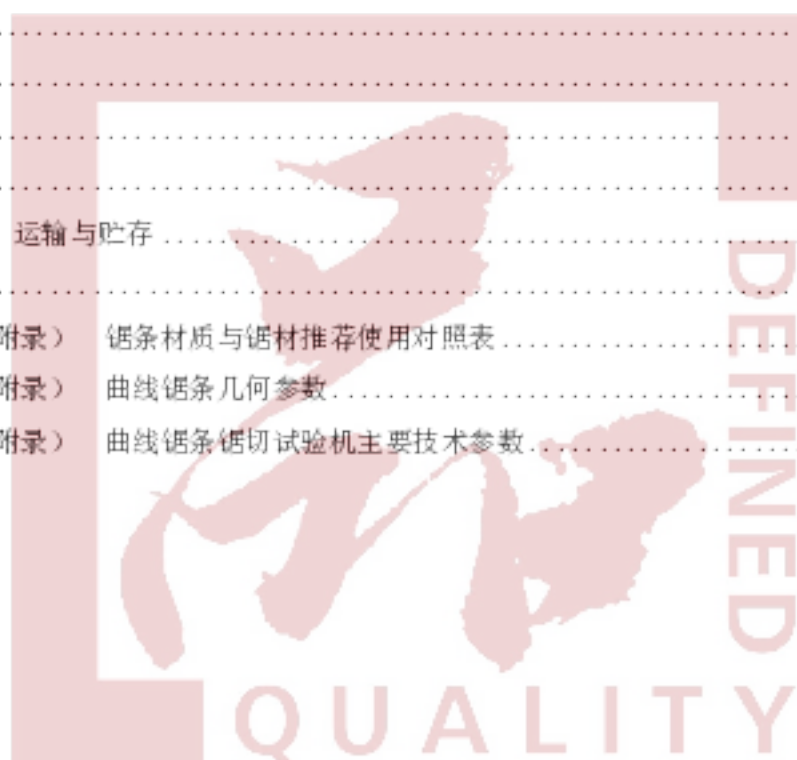 运输与贮存........................
附录） 锯条材质与锯材推荐使用对照表................
附录） 曲线锯条几何参数........................
附录） 曲线锯条锯切试验机主要技术参数................
DEFINED
QUALITY